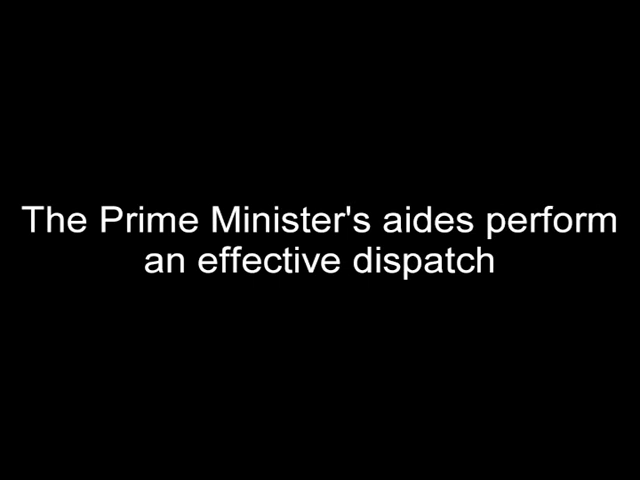 The Prime Minister's aides perform
an effective dispatch